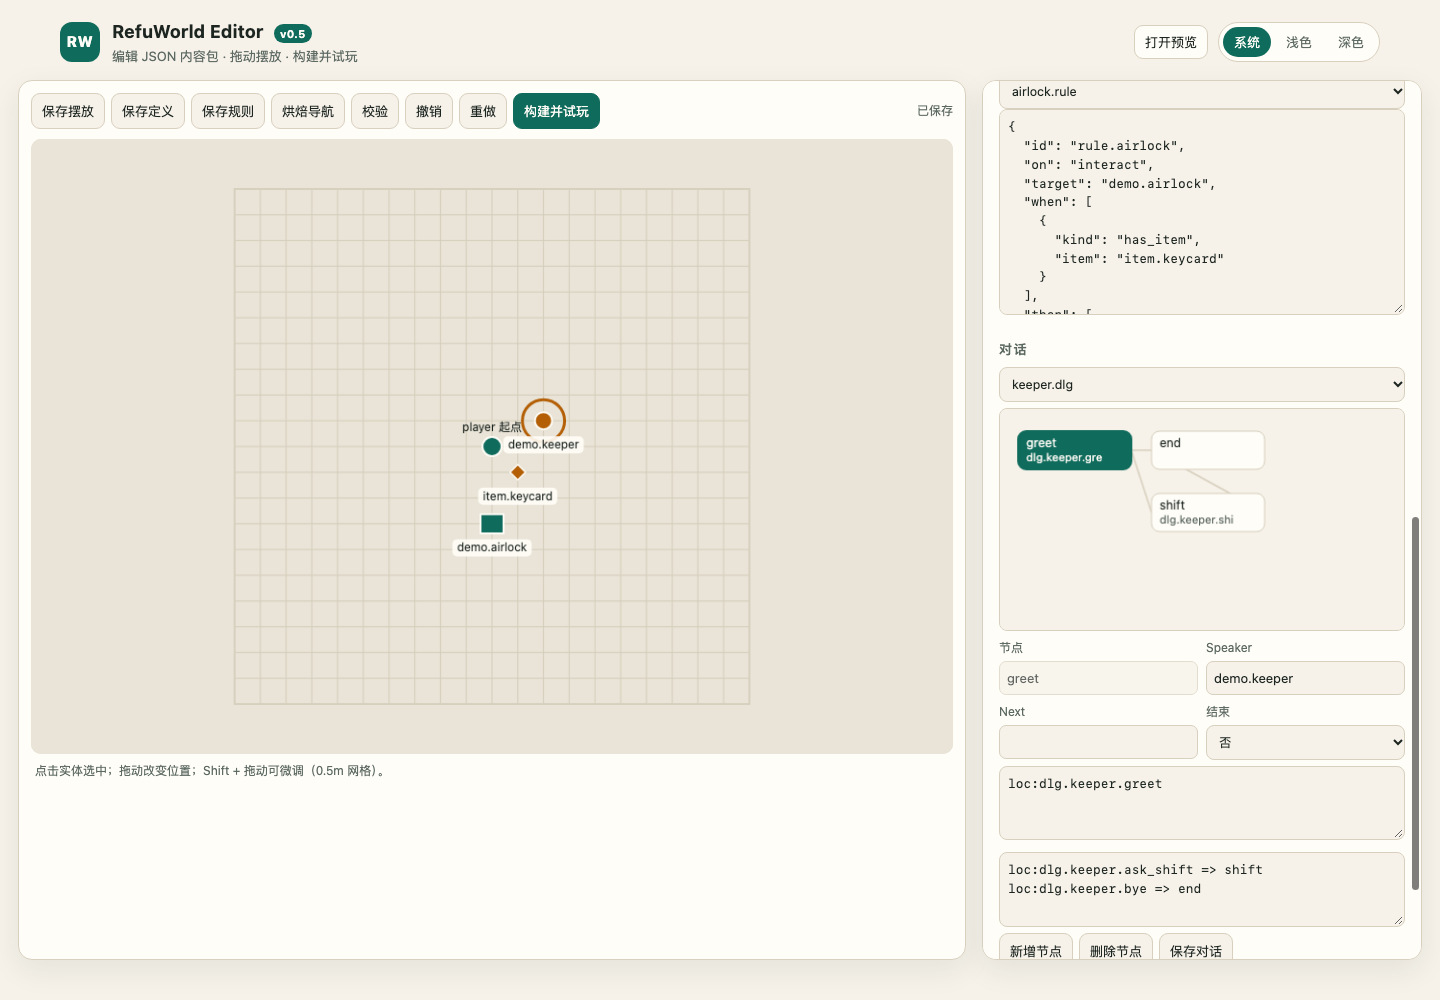 RW
RefuWorld Editor
v0.5
编辑 JSON 内容包 · 拖动摆放 · 构建并试玩
打开预览
系统
浅色
深色
保存摆放
保存定义
保存规则
烘焙导航
校验
撤销
重做
构建并试玩
已保存
player 起点
demo.keeper
item.keycard
demo.airlock
点击实体选中；拖动改变位置；Shift + 拖动可微调（0.5m 网格）。
airlock.rule
{
  "id": "rule.airlock",
  "on": "interact",
  "target": "demo.airlock",
  "when": [
    {
      "kind": "has_item",
      "item": "item.keycard"
    }
  ],
  "then": [
对话
keeper.dlg
greet
dlg.keeper.gre
end
shift
dlg.keeper.shi
节点
Speaker
greet
demo.keeper
Next
结束
否
loc:dlg.keeper.greet
loc:dlg.keeper.ask_shift => shift
loc:dlg.keeper.bye => end
新增节点
删除节点
保存对话